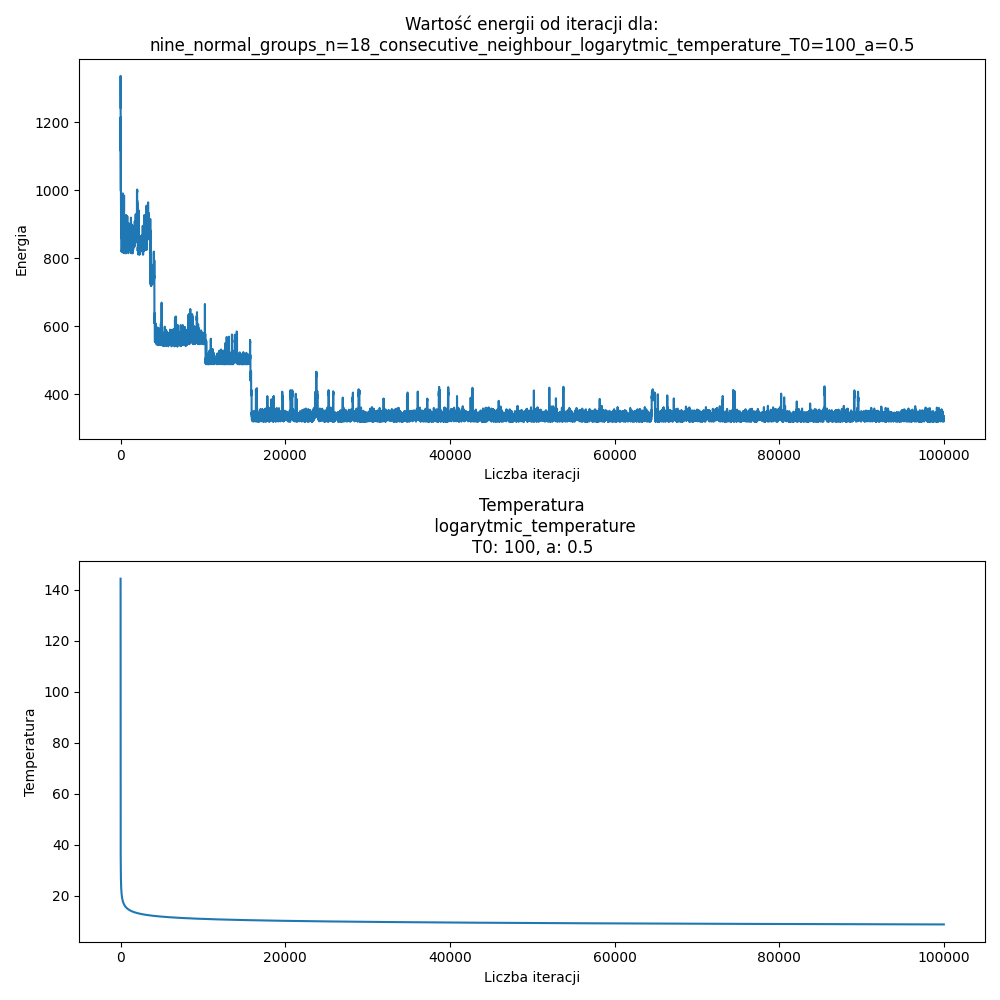 Wartość energii od iteracji dla:
nine_normal_groups_n=18_consecutive_neighbour_logarytmic_temperature_T0=100_a=0.5
1200
1000
800
600
400
Energia
0 20000 40000 60000 80000 100000
Liczba iteracji
Temperatura
logarytmic_temperature
T0: 100, a: 0.5
140
120
100
80
60
40
20
Temperatura
0 20000 40000 60000 80000 100000
Liczba iteracji